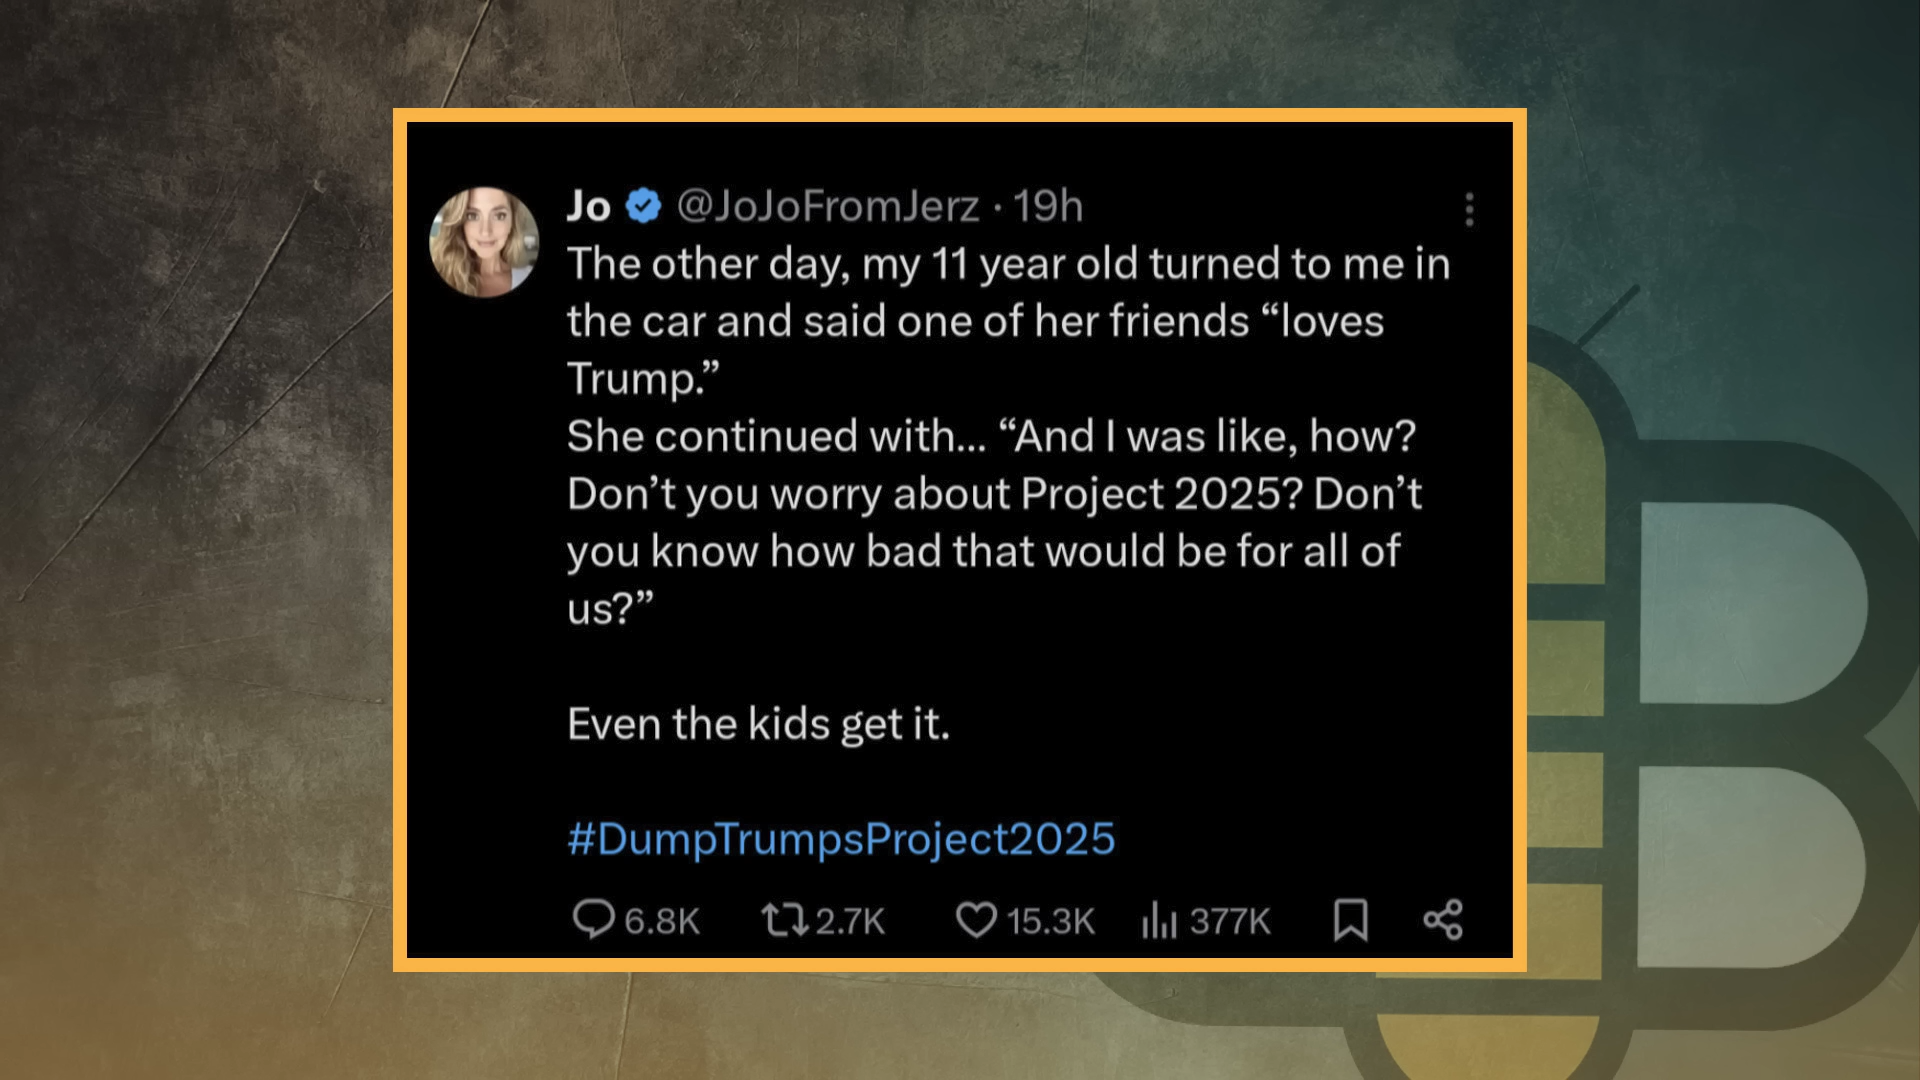 Jo @JoJoFromJerz · 19h
The other day, my 11 year old turned to me in
the car and said one of her friends “loves
Trump.”
She continued with... “And I was like, how?
Don’t you worry about Project 2025? Don’t
you know how bad that would be for all of
us?”
Even the kids get it.
#DumpTrumpsProject2025
6.8K 2.7K 15.3K 377K